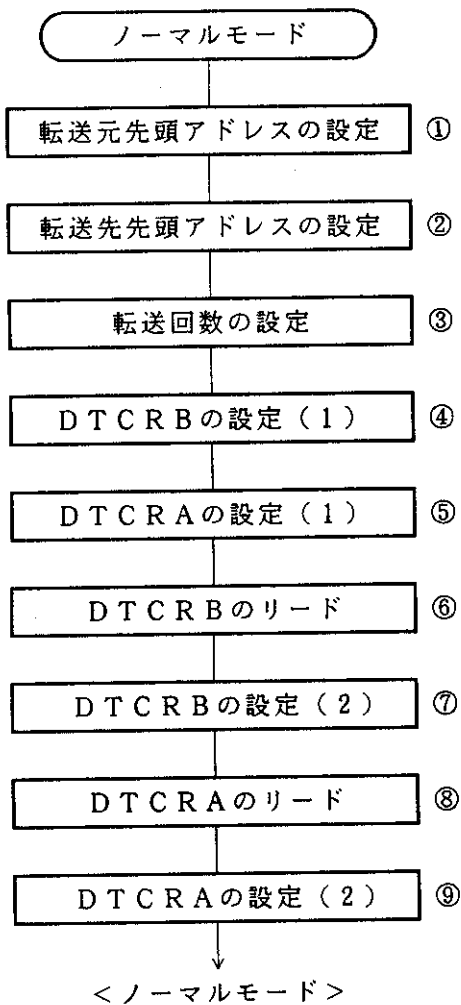 ノーマルモード
転送元先頭アドレスの設定 ①
転送先先頭アドレスの設定 ②
転送回数の設定 ③
DTCRBの設定(1) ④
DTCRAの設定(1) ⑤
DTCRBのリード ⑥
DTCRBの設定(2) ⑦
DTCRAのリード ⑧
DTCRAの設定(2) ⑨
<ノーマルモード>